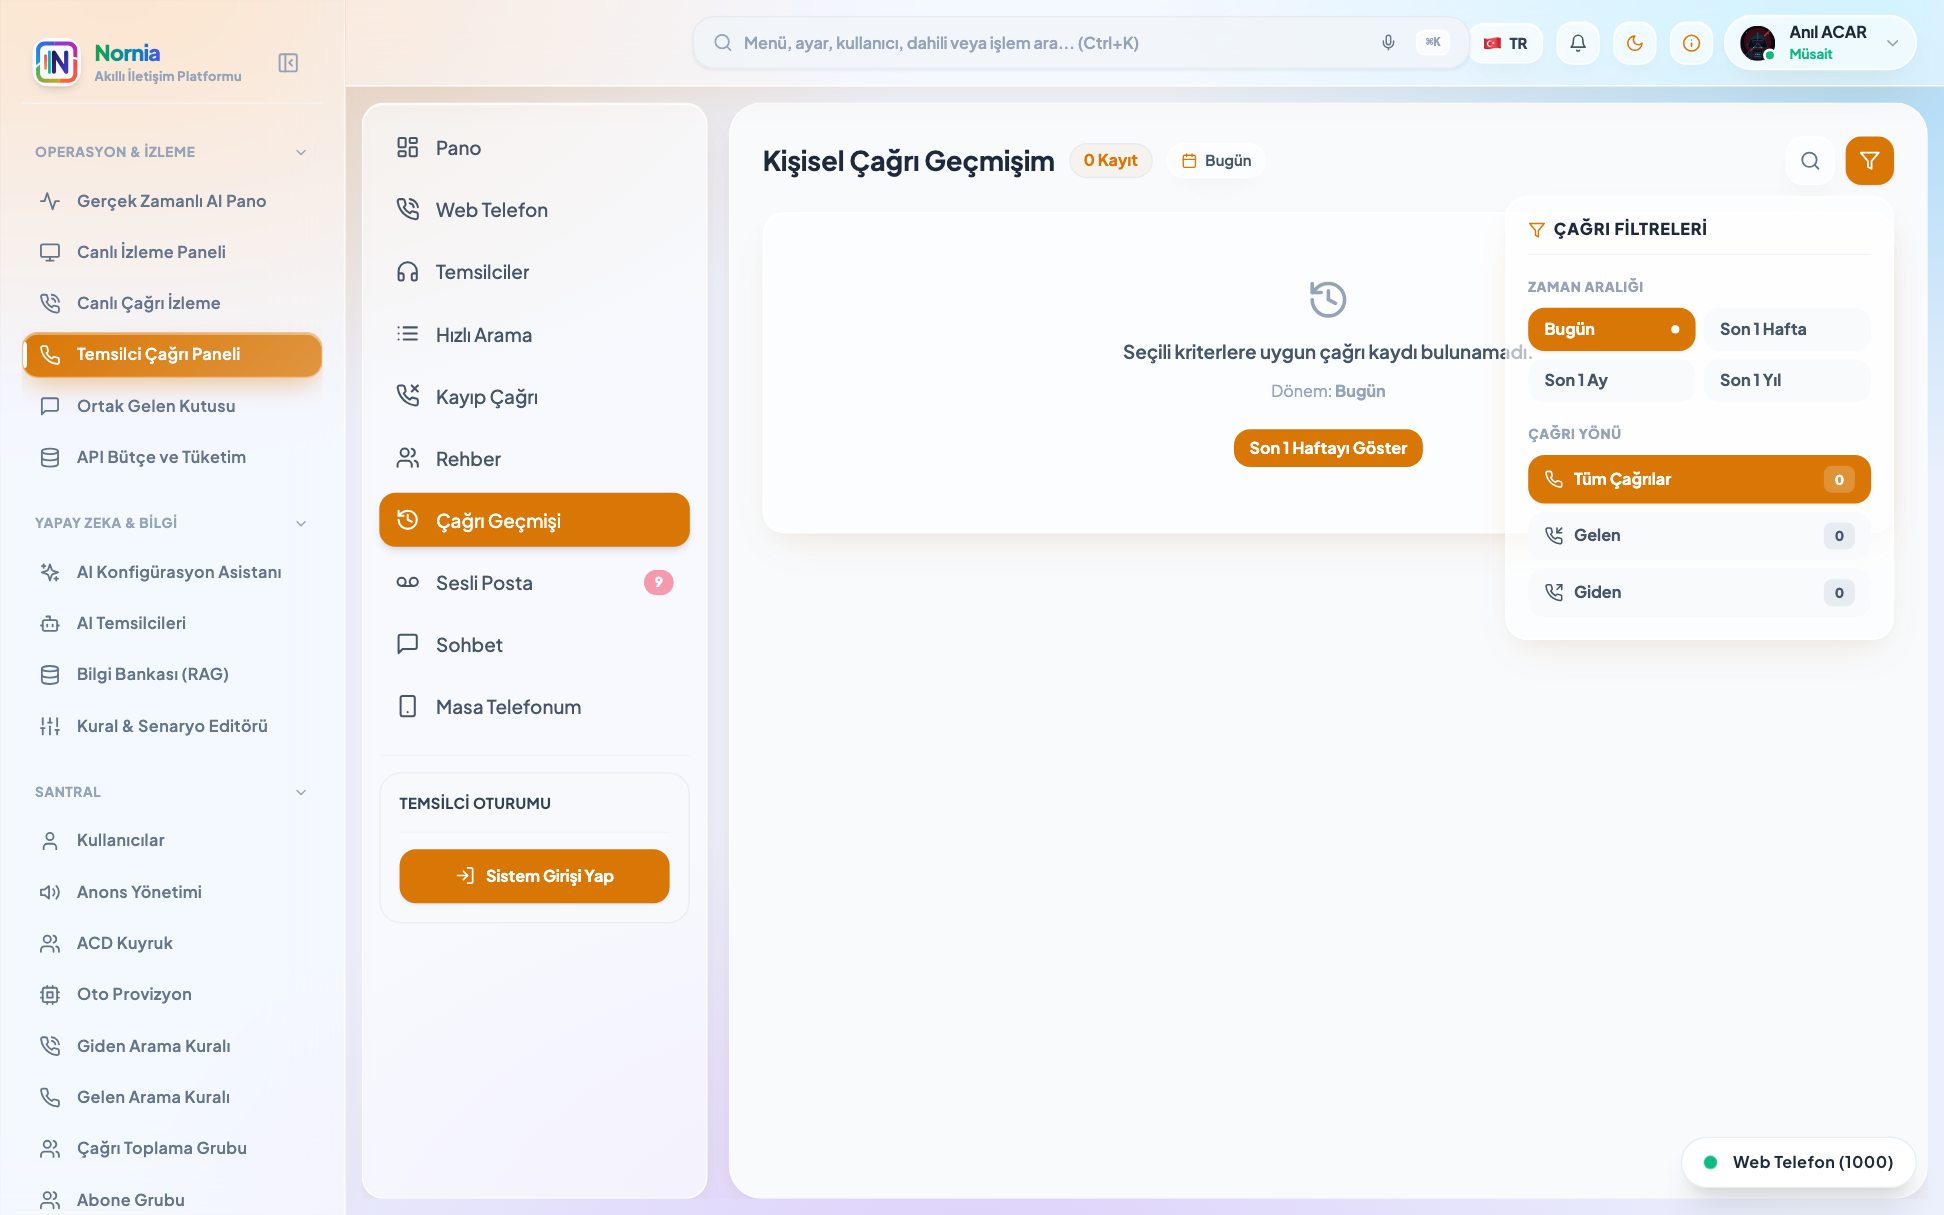 Nornia
Akıllı İletişim Platformu
Menü, ayar, kullanıcı, dahili veya işlem ara... (Ctrl+K)
⌘K
TR
Anıl ACAR
Müsait
OPERASYON & İZLEME
Gerçek Zamanlı AI Pano
Canlı İzleme Paneli
Canlı Çağrı İzleme
Temsilci Çağrı Paneli
Ortak Gelen Kutusu
API Bütçe ve Tüketim
YAPAY ZEKA & BİLGİ
AI Konfigürasyon Asistanı
AI Temsilcileri
Bilgi Bankası (RAG)
Kural & Senaryo Editörü
SANTRAL
Kullanıcılar
Anons Yönetimi
ACD Kuyruk
Oto Provizyon
Giden Arama Kuralı
Gelen Arama Kuralı
Çağrı Toplama Grubu
Abone Grubu
Pano
Web Telefon
Temsilciler
Hızlı Arama
Kayıp Çağrı
Rehber
Çağrı Geçmişi
Sesli Posta 9
Sohbet
Masa Telefonum
TEMSİLCİ OTURUMU
Sistem Girişi Yap
Kişisel Çağrı Geçmişim
0 Kayıt
Bugün
Seçili kriterlere uygun çağrı kaydı bulunamadı.
Dönem: Bugün
Son 1 Haftayı Göster
ÇAĞRI FİLTRELERİ
ZAMAN ARALIĞI
Bugün
Son 1 Hafta
Son 1 Ay
Son 1 Yıl
ÇAĞRI YÖNÜ
Tüm Çağrılar 0
Gelen 0
Giden 0
Web Telefon (1000)